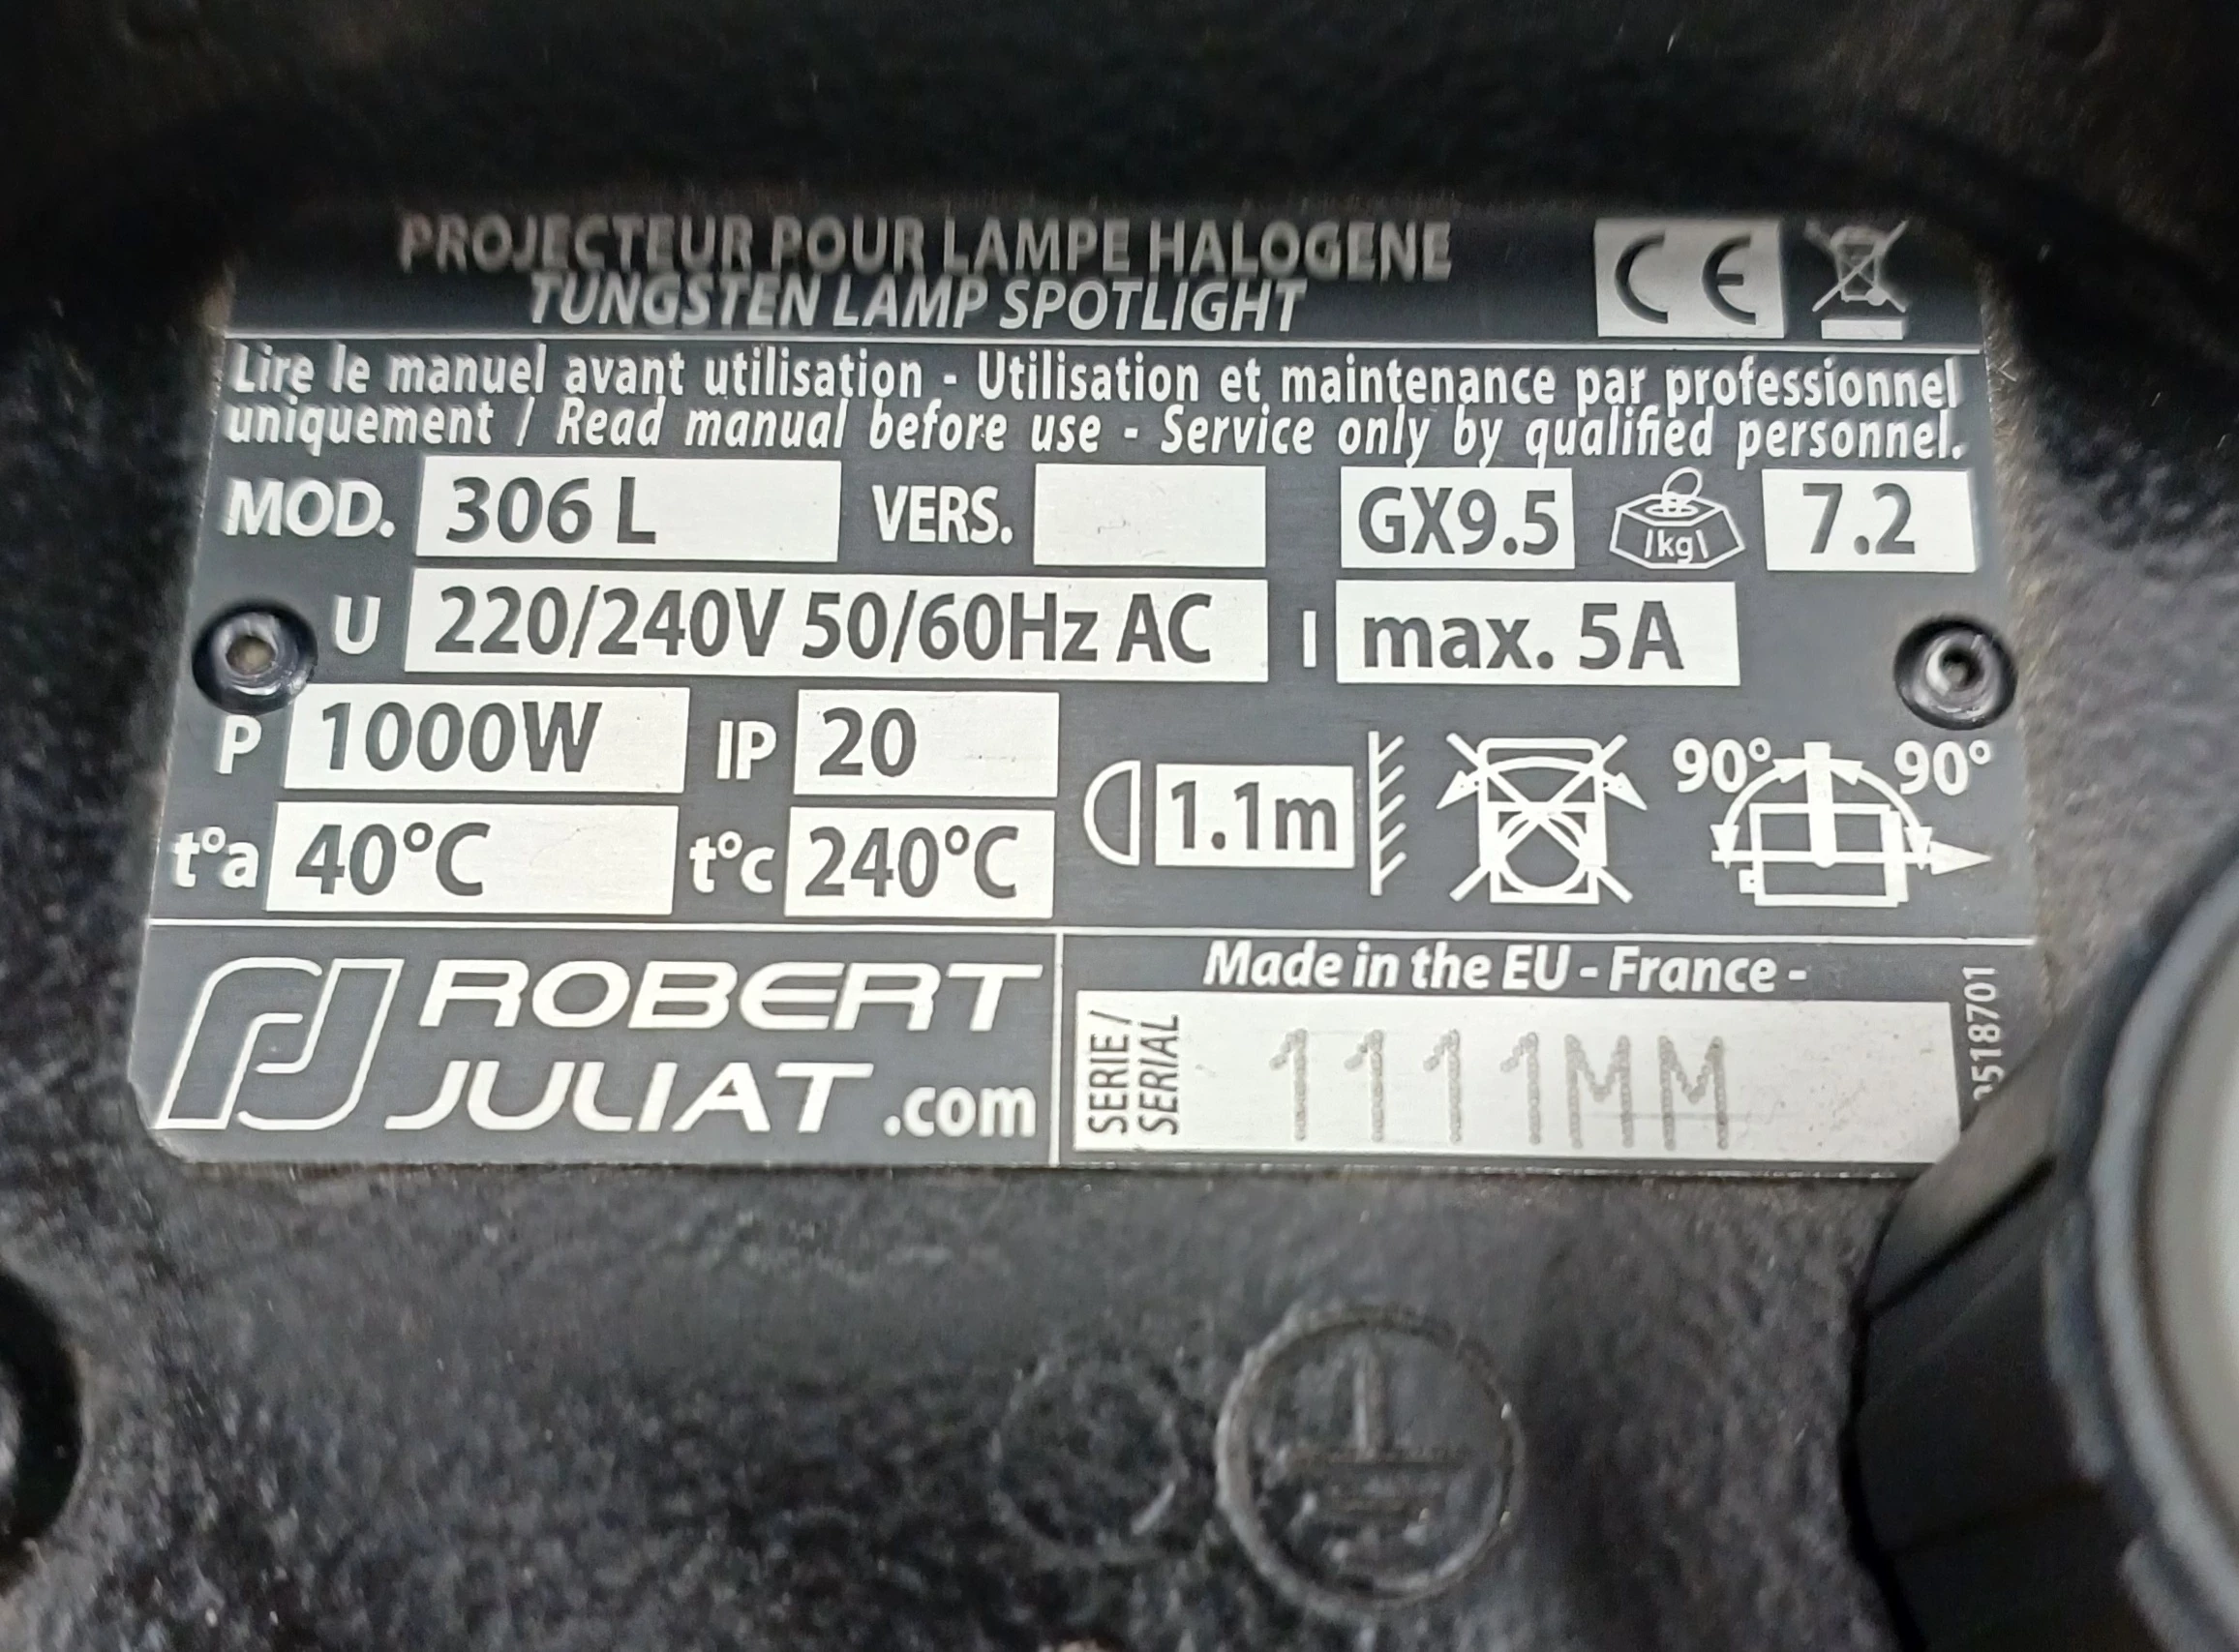 PROJECTEUR POUR LAMPE HALOGENE
TUNGSTEN LAMP SPOTLIGHT
CE
Lire le manuel avant utilisation - Utilisation et maintenance par professionnel
uniquement / Read manual before use - Service only by qualified personnel.
MOD. 306 L VERS. GX9.5 kg 7.2
U 220/240V 50/60Hz AC I max. 5A
P 1000W IP 20
t°a 40°C t°c 240°C
1.1m
90° 90°
ROBERT
JULIAT.com
Made in the EU - France -
SERIE /
SERIAL
1111MM